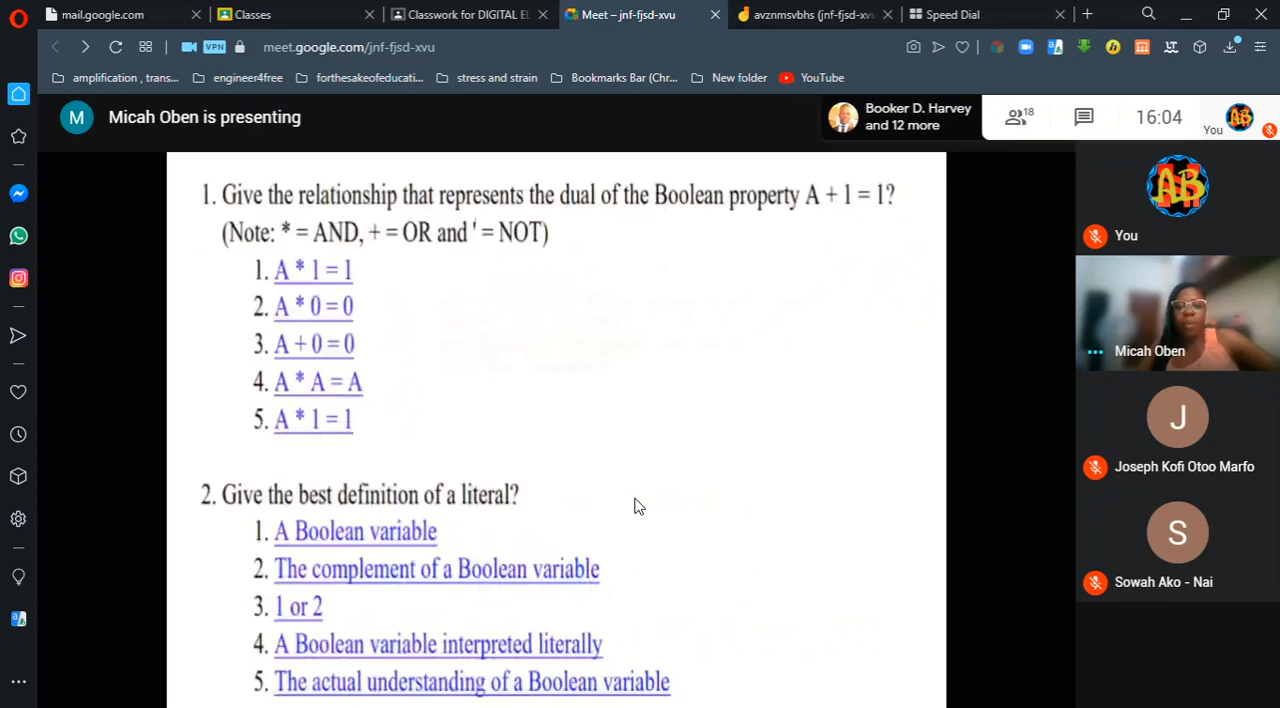 mail.google.com
Classes
Classwork for DIGITAL EL
Meet – jnf-fjsd-xvu
avznmsvbhs (jnf-fjsd-xvu
Speed Dial
VPN
meet.google.com/jnf-fjsd-xvu
amplification , trans...
engineer4free
forthesakeofeducati...
stress and strain
Bookmarks Bar (Chr...
New folder
YouTube
M
Micah Oben is presenting
Booker D. Harvey
and 12 more
18
16:04
You
AB
1. Give the relationship that represents the dual of the Boolean property A + 1 = 1?
(Note: * = AND, + = OR and ' = NOT)
1. A * 1 = 1
2. A * 0 = 0
3. A + 0 = 0
4. A * A = A
5. A * 1 = 1
2. Give the best definition of a literal?
1. A Boolean variable
2. The complement of a Boolean variable
3. 1 or 2
4. A Boolean variable interpreted literally
5. The actual understanding of a Boolean variable
AB
You
Micah Oben
J
Joseph Kofi Otoo Marfo
S
Sowah Ako - Nai